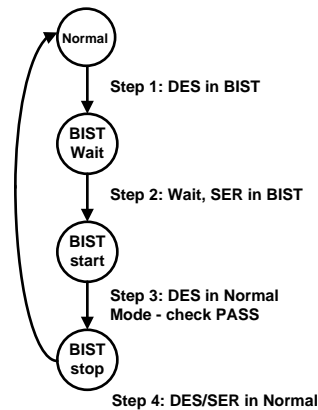 Normal
Step 1: DES in BIST
BIST
Wait
Step 2: Wait, SER in BIST
BIST
start
Step 3: DES in Normal
Mode - check PASS
BIST
stop
Step 4: DES/SER in Normal